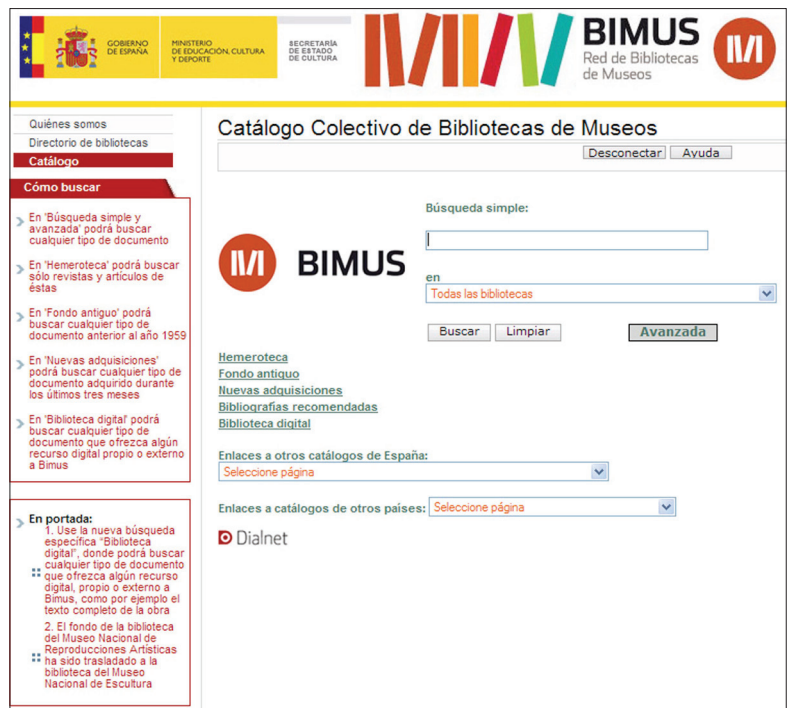 GOBIERNO
DE ESPAÑA
MINISTERIO
DE EDUCACIÓN, CULTURA
Y DEPORTE
SECRETARÍA
DE ESTADO
DE CULTURA
BIMUS
Red de Bibliotecas
de Museos
Quiénes somos
Directorio de bibliotecas
Catálogo
Cómo buscar
En 'Búsqueda simple y
avanzada' podrá buscar
cualquier tipo de documento
En 'Hemeroteca' podrá buscar
sólo revistas y artículos de
éstas
En 'Fondo antiguo' podrá
buscar cualquier tipo de
documento anterior al año 1959
En 'Nuevas adquisiciones'
podrá buscar cualquier tipo de
documento adquirido durante
los últimos tres meses
En 'Biblioteca digital' podrá
buscar cualquier tipo de
documento que ofrezca algún
recurso digital propio o externo
a Bimus
En portada:
1. Use la nueva búsqueda
específica “Biblioteca
digital”, donde podrá buscar
cualquier tipo de documento
que ofrezca algún recurso
digital, propio o externo a
Bimus, como por ejemplo el
texto completo de la obra
2. El fondo de la biblioteca
del Museo Nacional de
Reproducciones Artísticas
ha sido trasladado a la
biblioteca del Museo
Nacional de Escultura
Catálogo Colectivo de Bibliotecas de Museos
Desconectar Ayuda
BIMUS
Búsqueda simple:
en
Todas las bibliotecas
Buscar Limpiar Avanzada
Hemeroteca
Fondo antiguo
Nuevas adquisiciones
Bibliografías recomendadas
Biblioteca digital
Enlaces a otros catálogos de España:
Seleccione página
Enlaces a catálogos de otros países: Seleccione página
Dialnet